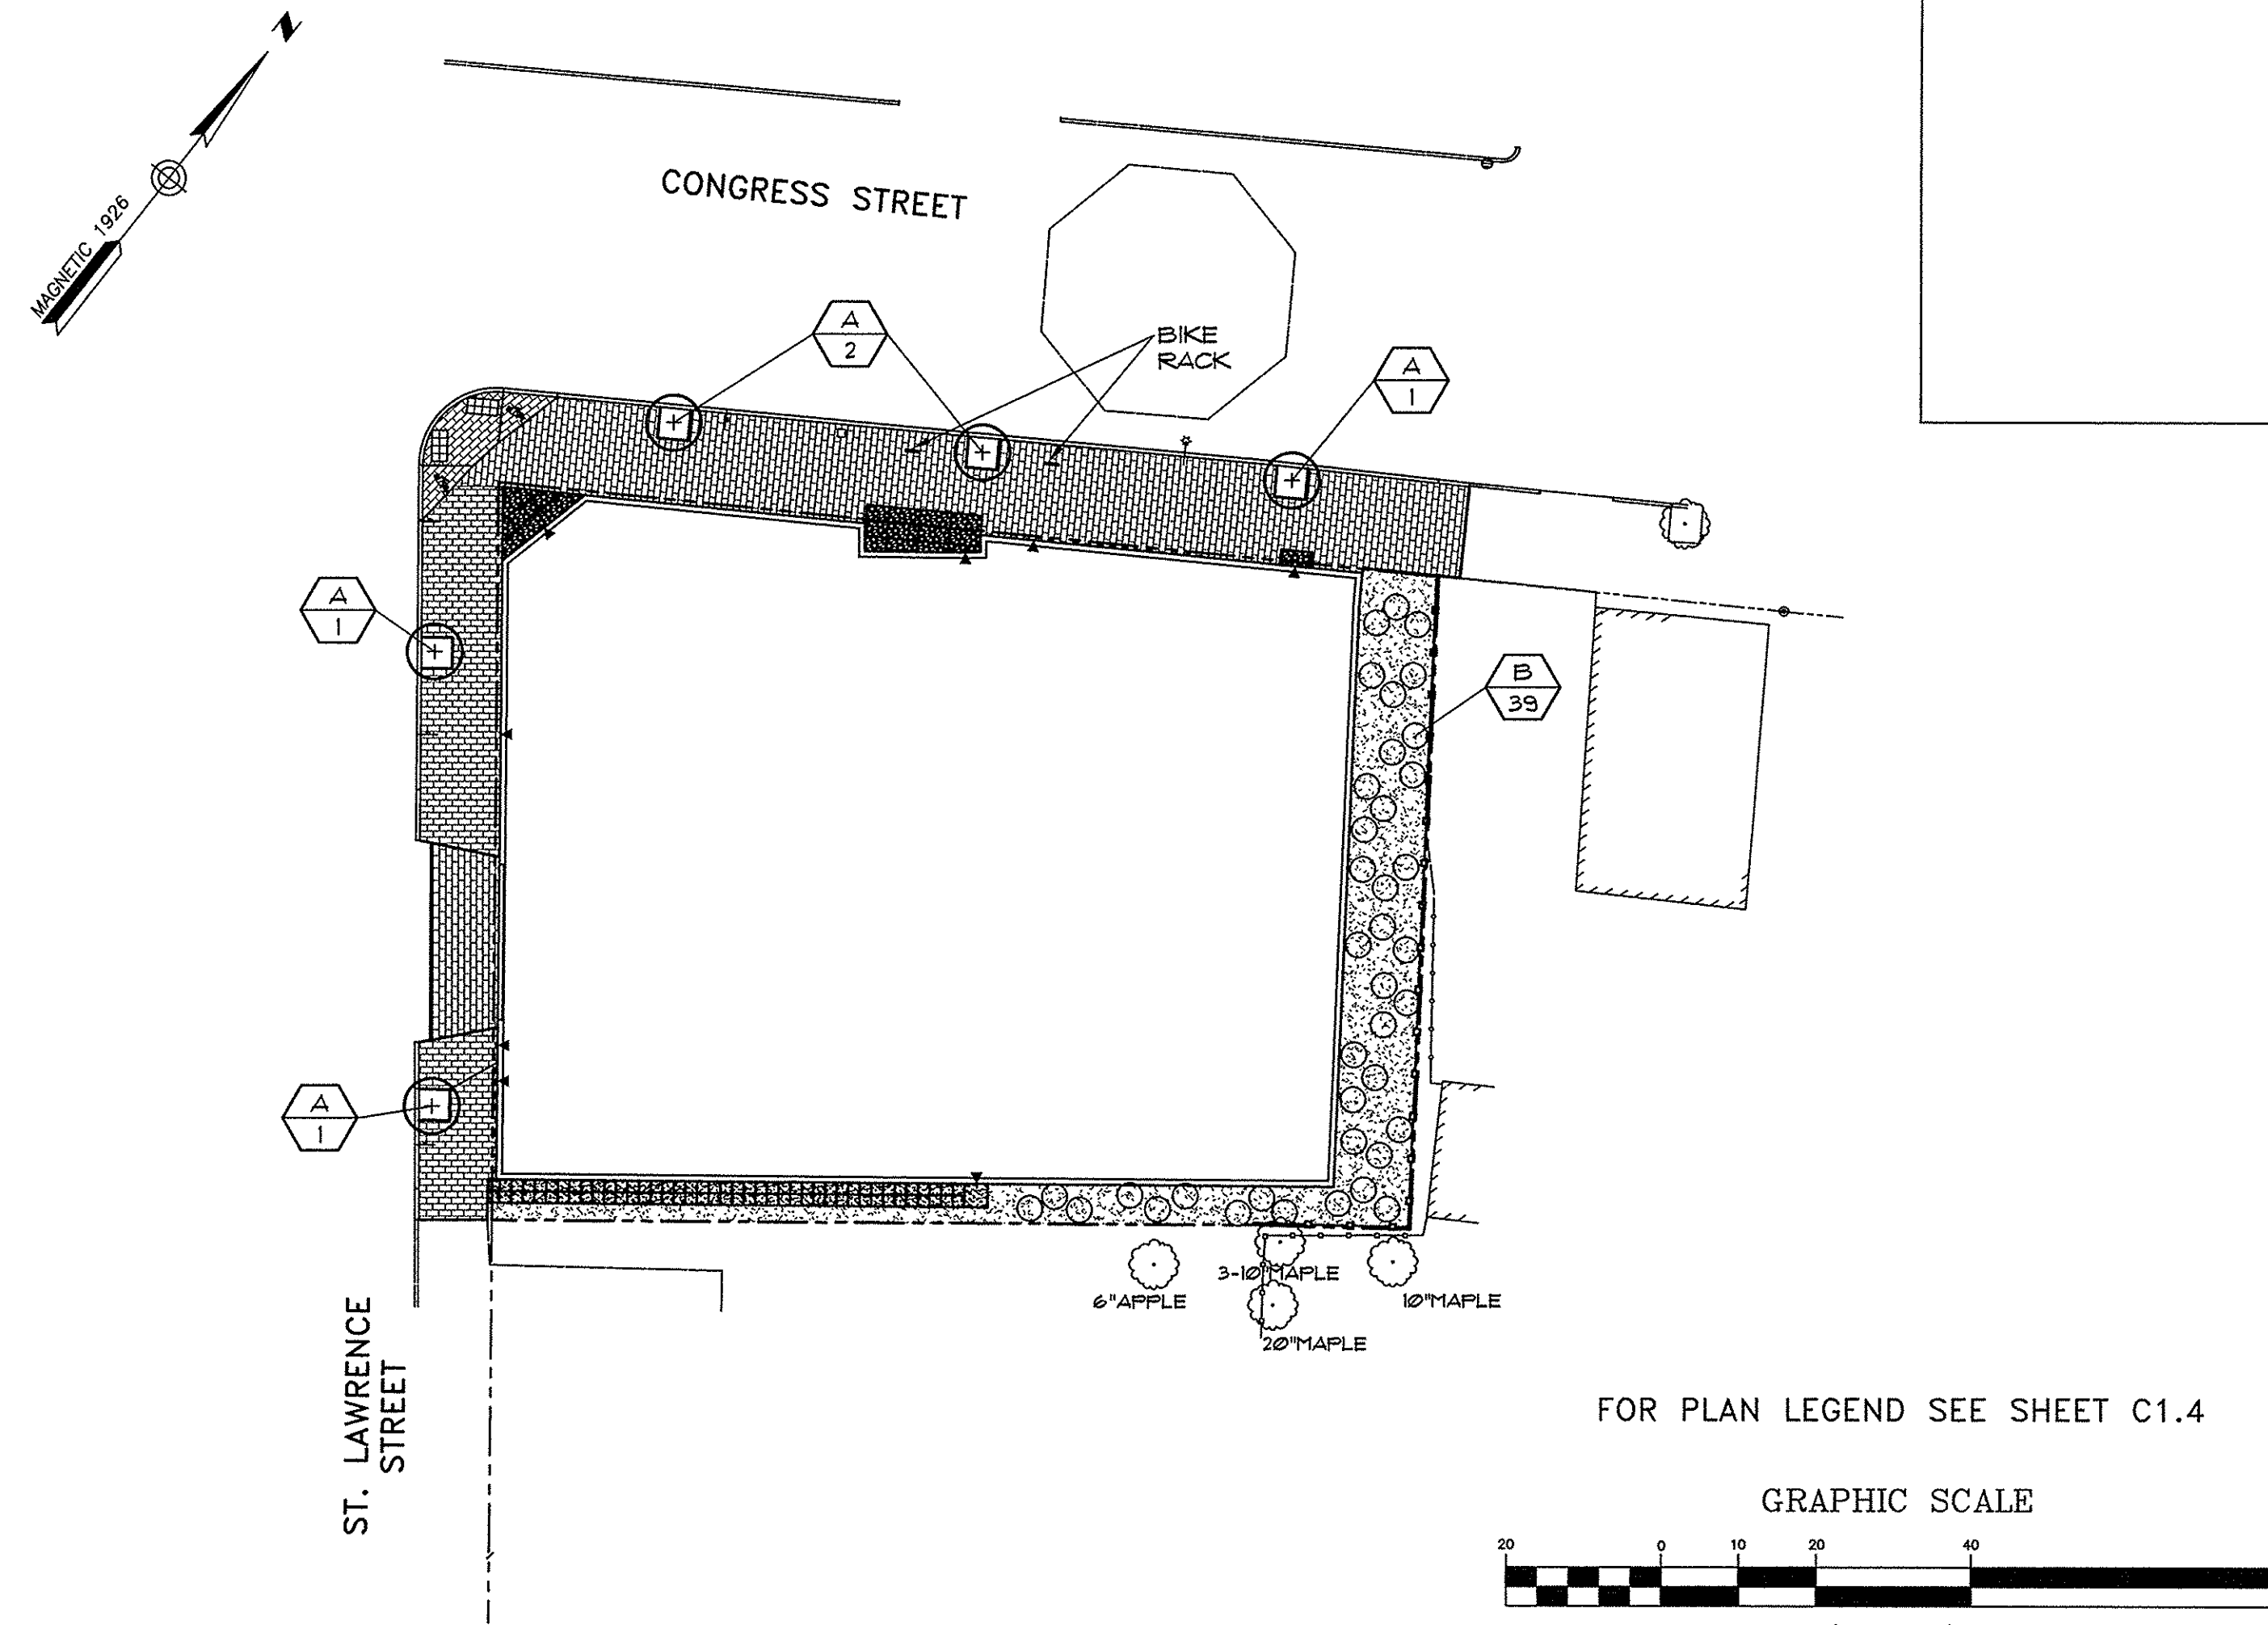 N
MAGNETIC 1926
CONGRESS STREET
A
2
BIKE
RACK
A
1
A
1
B
39
A
1
3-10"MAPLE
6"APPLE
10"MAPLE
20"MAPLE
ST. LAWRENCE
STREET
FOR PLAN LEGEND SEE SHEET C1.4
GRAPHIC SCALE
20 0 10 20 40